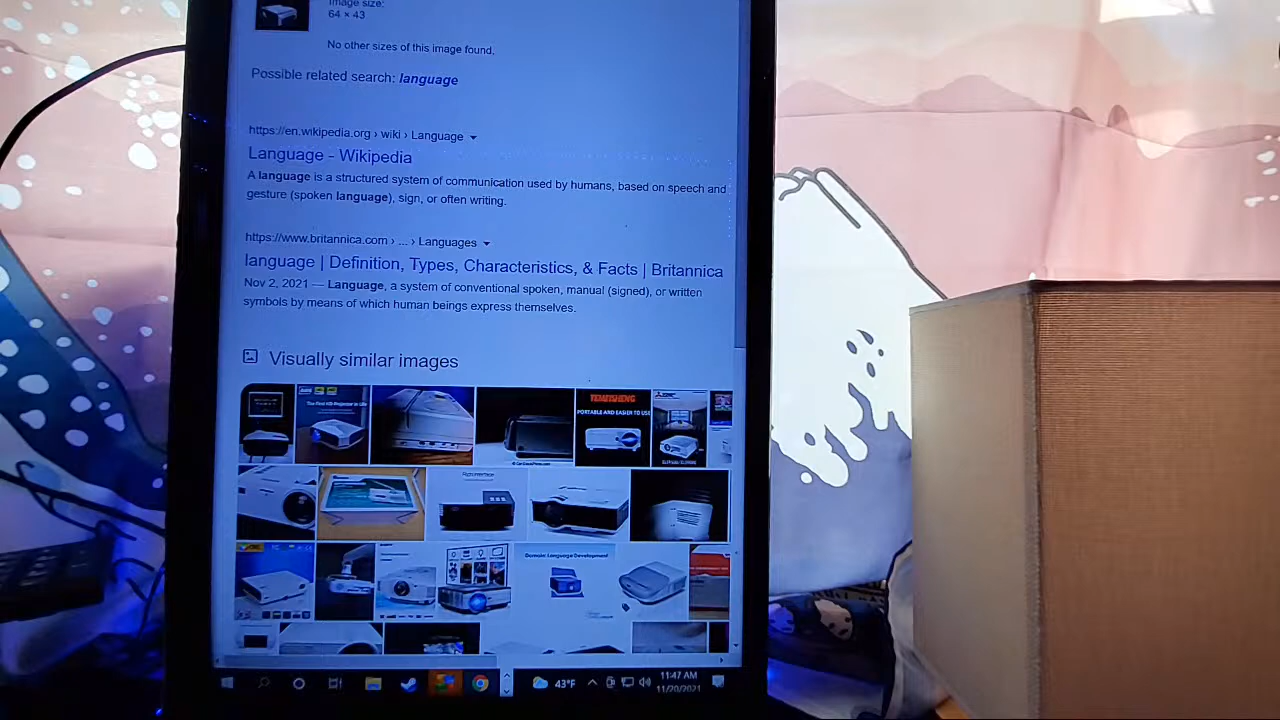 Image size:
64 × 43
No other sizes of this image found.
Possible related search: language
https://en.wikipedia.org › wiki › Language
Language - Wikipedia
A language is a structured system of communication used by humans, based on speech and
gesture (spoken language), sign, or often writing.
https://www.britannica.com › ... › Languages
language | Definition, Types, Characteristics, & Facts | Britannica
Nov 2, 2021 — Language, a system of conventional spoken, manual (signed), or written
symbols by means of which human beings express themselves.
Visually similar images
PORTABLE AND EASIER TO USE
Domain Language Development
43°F
11:47 AM
11/20/2021